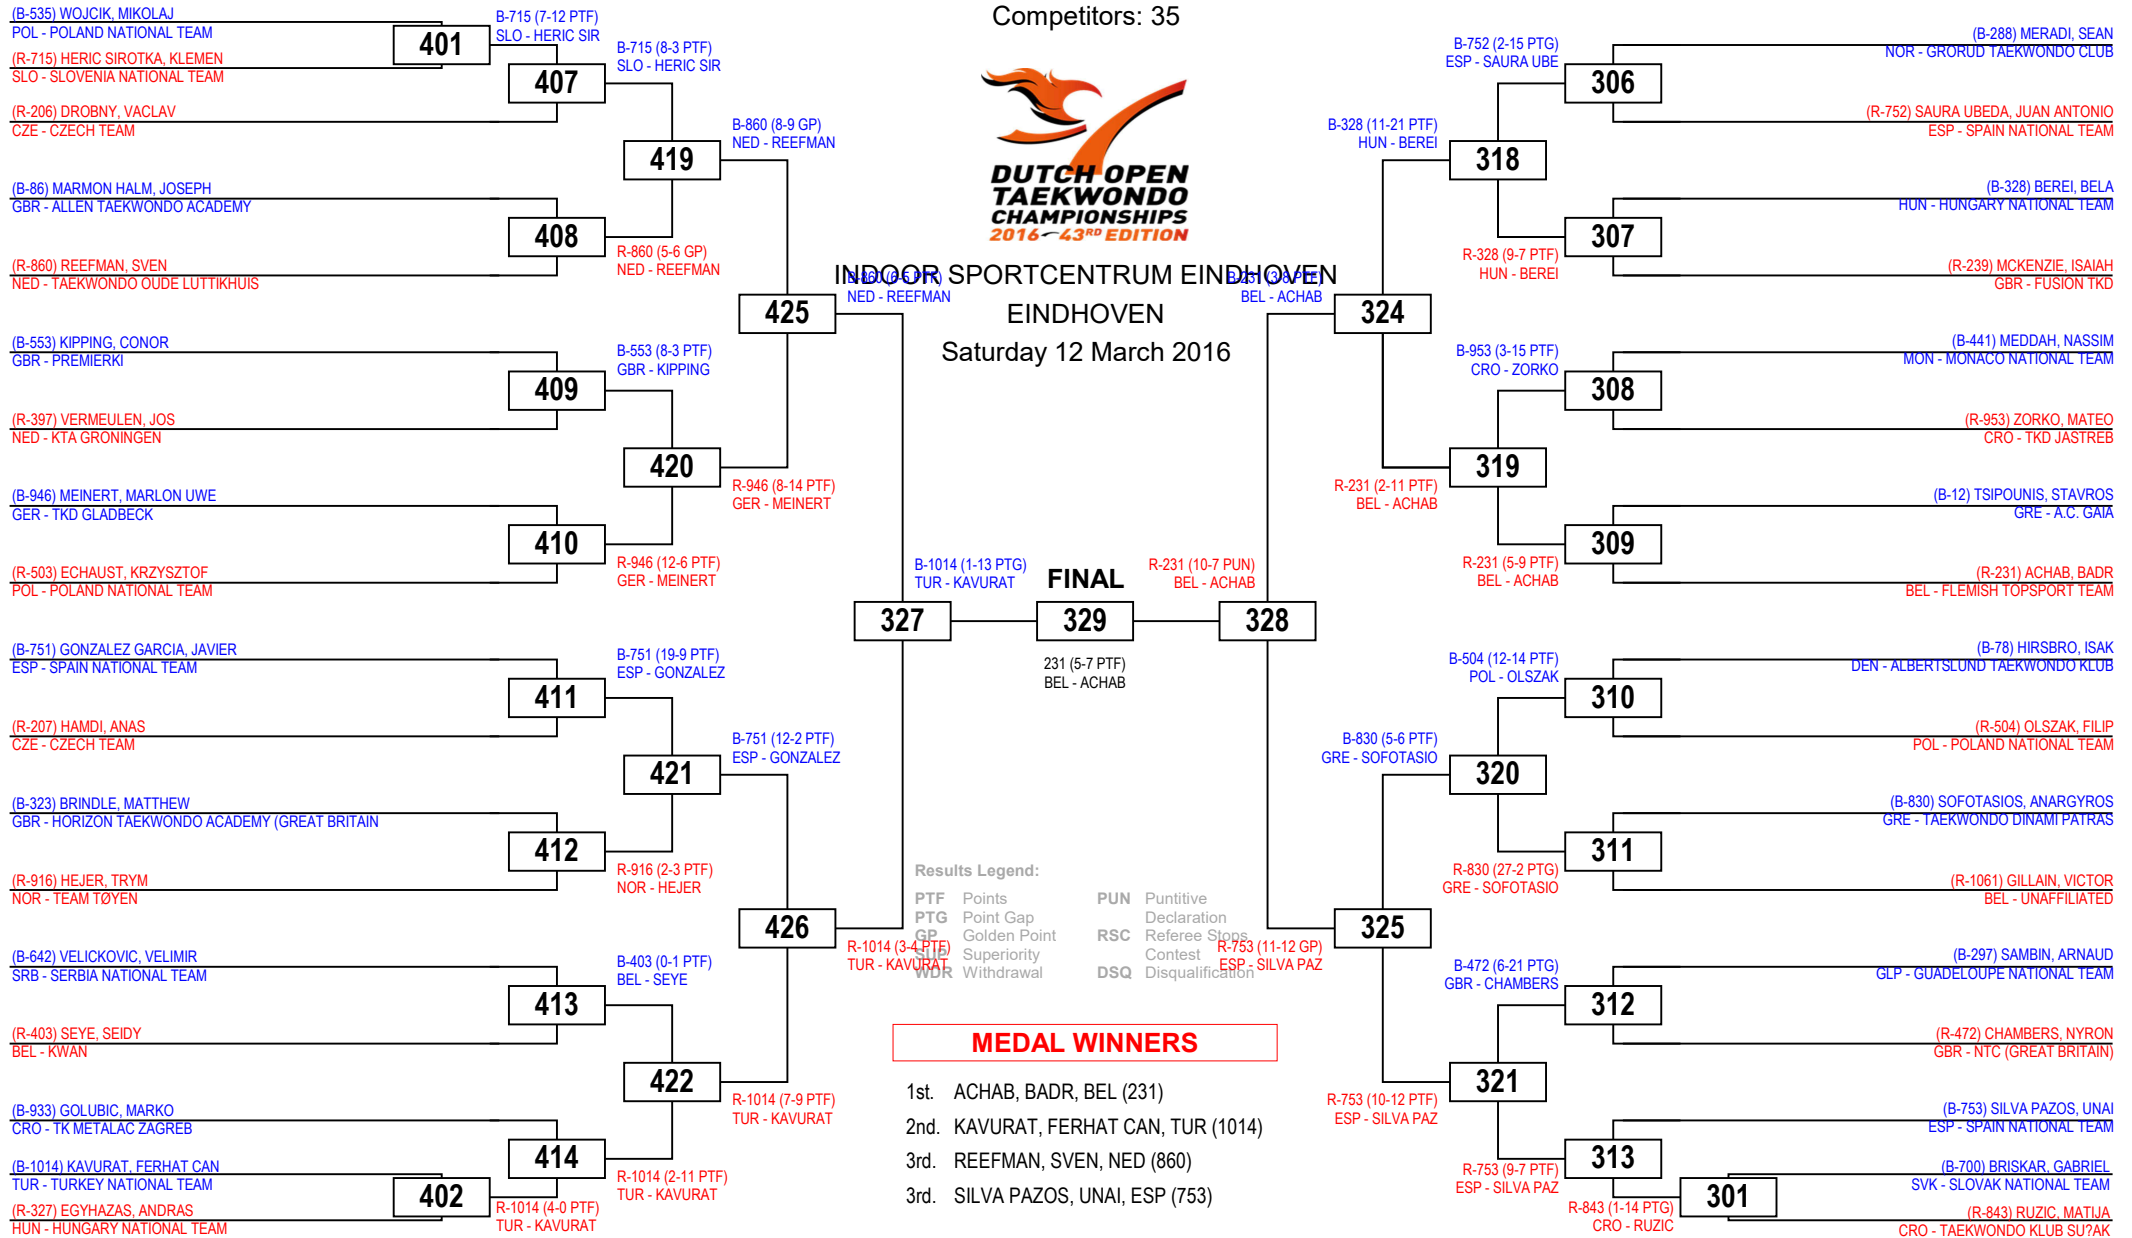 Competitors: 35
DUTCH OPEN
TAEKWONDO
CHAMPIONSHIPS
2016 - 43RD EDITION
INDOOR SPORTCENTRUM EINDHOVEN
EINDHOVEN
Saturday 12 March 2016
(B-535) WOJCIK, MIKOLAJ
POL - POLAND NATIONAL TEAM
(R-715) HERIC SIROTKA, KLEMEN
SLO - SLOVENIA NATIONAL TEAM
(R-206) DROBNY, VACLAV
CZE - CZECH TEAM
(B-86) MARMON HALM, JOSEPH
GBR - ALLEN TAEKWONDO ACADEMY
(R-860) REEFMAN, SVEN
NED - TAEKWONDO OUDE LUTTIKHUIS
(B-553) KIPPING, CONOR
GBR - PREMIERKI
(R-397) VERMEULEN, JOS
NED - KTA GRONINGEN
(B-946) MEINERT, MARLON UWE
GER - TKD GLADBECK
(R-503) ECHAUST, KRZYSZTOF
POL - POLAND NATIONAL TEAM
(B-751) GONZALEZ GARCIA, JAVIER
ESP - SPAIN NATIONAL TEAM
(R-207) HAMDI, ANAS
CZE - CZECH TEAM
(B-323) BRINDLE, MATTHEW
GBR - HORIZON TAEKWONDO ACADEMY (GREAT BRITAIN
(R-916) HEJER, TRYM
NOR - TEAM TØYEN
(B-642) VELICKOVIC, VELIMIR
SRB - SERBIA NATIONAL TEAM
(R-403) SEYE, SEIDY
BEL - KWAN
(B-933) GOLUBIC, MARKO
CRO - TK METALAC ZAGREB
(B-1014) KAVURAT, FERHAT CAN
TUR - TURKEY NATIONAL TEAM
(R-327) EGYHAZAS, ANDRAS
HUN - HUNGARY NATIONAL TEAM
401
402
B-715 (7-12 PTF)
SLO - HERIC SIR
407
408
409
410
411
412
413
414
R-1014 (4-0 PTF)
TUR - KAVURAT
B-715 (8-3 PTF)
SLO - HERIC SIR
R-860 (5-6 GP)
NED - REEFMAN
B-553 (8-3 PTF)
GBR - KIPPING
R-946 (12-6 PTF)
GER - MEINERT
B-751 (19-9 PTF)
ESP - GONZALEZ
R-916 (2-3 PTF)
NOR - HEJER
B-403 (0-1 PTF)
BEL - SEYE
R-1014 (2-11 PTF)
TUR - KAVURAT
419
420
421
422
B-860 (8-9 GP)
NED - REEFMAN
R-946 (8-14 PTF)
GER - MEINERT
B-751 (12-2 PTF)
ESP - GONZALEZ
R-1014 (7-9 PTF)
TUR - KAVURAT
425
426
B-860 (6-5 PTF)
NED - REEFMAN
R-1014 (3-4 PTF)
TUR - KAVURAT
327
B-1014 (1-13 PTG)
TUR - KAVURAT
FINAL
329
231 (5-7 PTF)
BEL - ACHAB
R-231 (10-7 PUN)
BEL - ACHAB
328
B-231 (3-8 PTF)
BEL - ACHAB
R-753 (11-12 GP)
ESP - SILVA PAZ
324
325
B-328 (11-21 PTF)
HUN - BEREI
R-231 (2-11 PTF)
BEL - ACHAB
B-830 (5-6 PTF)
GRE - SOFOTASIO
R-753 (10-12 PTF)
ESP - SILVA PAZ
318
319
320
321
B-752 (2-15 PTG)
ESP - SAURA UBE
R-328 (9-7 PTF)
HUN - BEREI
B-953 (3-15 PTF)
CRO - ZORKO
R-231 (5-9 PTF)
BEL - ACHAB
B-504 (12-14 PTF)
POL - OLSZAK
R-830 (27-2 PTG)
GRE - SOFOTASIO
B-472 (6-21 PTG)
GBR - CHAMBERS
R-753 (9-7 PTF)
ESP - SILVA PAZ
306
307
308
309
310
311
312
313
R-843 (1-14 PTG)
CRO - RUZIC
301
(B-288) MERADI, SEAN
NOR - GRORUD TAEKWONDO CLUB
(R-752) SAURA UBEDA, JUAN ANTONIO
ESP - SPAIN NATIONAL TEAM
(B-328) BEREI, BELA
HUN - HUNGARY NATIONAL TEAM
(R-239) MCKENZIE, ISAIAH
GBR - FUSION TKD
(B-441) MEDDAH, NASSIM
MON - MONACO NATIONAL TEAM
(R-953) ZORKO, MATEO
CRO - TKD JASTREB
(B-12) TSIPOUNIS, STAVROS
GRE - A.C. GAIA
(R-231) ACHAB, BADR
BEL - FLEMISH TOPSPORT TEAM
(B-78) HIRSBRO, ISAK
DEN - ALBERTSLUND TAEKWONDO KLUB
(R-504) OLSZAK, FILIP
POL - POLAND NATIONAL TEAM
(B-830) SOFOTASIOS, ANARGYROS
GRE - TAEKWONDO DINAMI PATRAS
(R-1061) GILLAIN, VICTOR
BEL - UNAFFILIATED
(B-297) SAMBIN, ARNAUD
GLP - GUADELOUPE NATIONAL TEAM
(R-472) CHAMBERS, NYRON
GBR - NTC (GREAT BRITAIN)
(B-753) SILVA PAZOS, UNAI
ESP - SPAIN NATIONAL TEAM
(B-700) BRISKAR, GABRIEL
SVK - SLOVAK NATIONAL TEAM
(R-843) RUZIC, MATIJA
CRO - TAEKWONDO KLUB SU?AK
Results Legend:
PTF Points
PTG Point Gap
GP Golden Point
SUP Superiority
WDR Withdrawal
PUN Puntitive
Declaration
RSC Referee Stops
Contest
DSQ Disqualification
MEDAL WINNERS
1st. ACHAB, BADR, BEL (231)
2nd. KAVURAT, FERHAT CAN, TUR (1014)
3rd. REEFMAN, SVEN, NED (860)
3rd. SILVA PAZOS, UNAI, ESP (753)